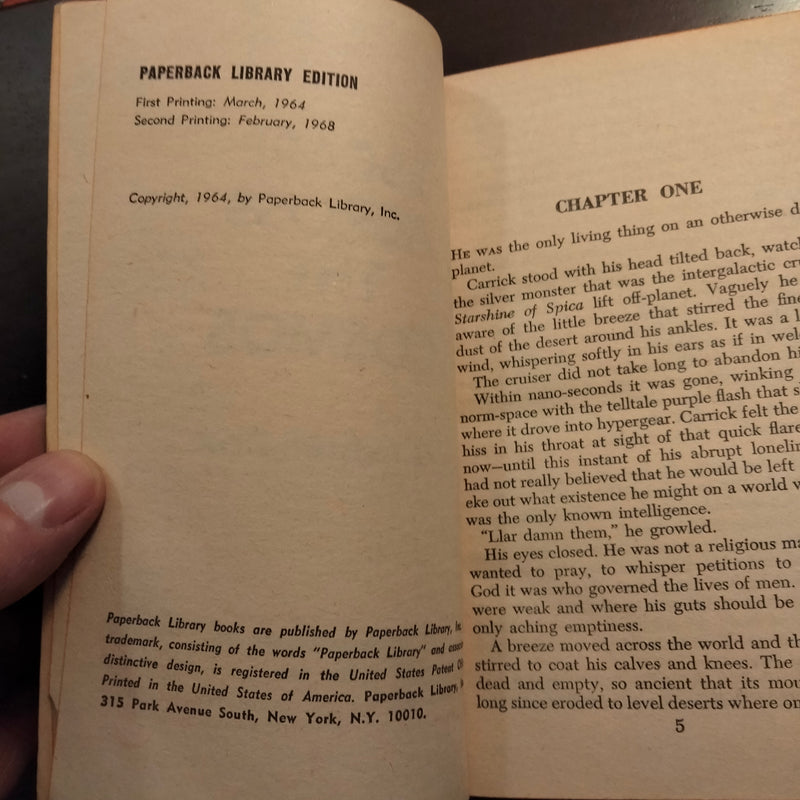 PAPERBACK LIBRARY EDITION
First Printing: March, 1964
Second Printing: February, 1968
Copyright, 1964, by Paperback Library, Inc.
Paperback Library books are published by Paperback Library,
trademark, consisting of the words "Paperback Library" and
distinctive design, is registered in the United States Patent
Printed in the United States of America. Paperback Library,
315 Park Avenue South, New York, N.Y. 10010.
CHAPTER ONE
HE WAS the only living thing on an otherwise
planet.
Carrick stood with his head tilted back,
the silver monster that was the intergalactic
Starshine of Spica lift off-planet. Vaguely he
aware of the little breeze that stirred the
dust of the desert around his ankles. It was a
wind, whispering softly in his ears as if in
The cruiser did not take long to abandon
Within nano-seconds it was gone, winking
norm-space with the telltale purple flash that
where it drove into hypergear. Carrick felt the
hiss in his throat at sight of that quick
now—until this instant of his abrupt
had not really believed that he would be left
eke out what existence he might on a world
was the only known intelligence.
"Llar damn them," he growled.
His eyes closed. He was not a religious
wanted to pray, to whisper petitions to
God it was who governed the lives of men.
were weak and where his guts should be
only aching emptiness.
A breeze moved across the world and
stirred to coat his calves and knees. The
dead and empty, so ancient that its
long since eroded to level deserts where
5